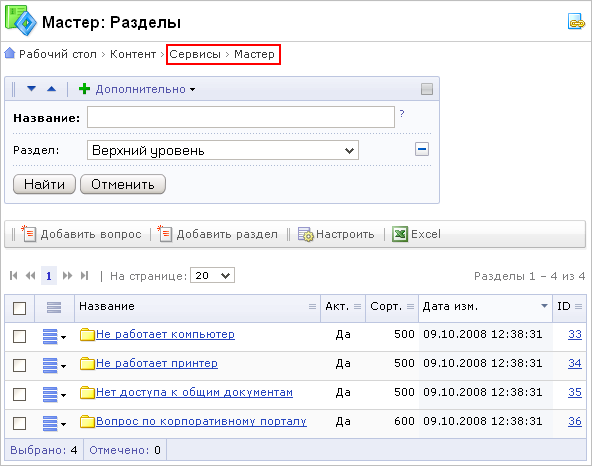 Мастер: Разделы
Рабочий стол › Контент › Сервисы › Мастер
Дополнительно
Название: ?
Раздел: Верхний уровень
Найти Отменить
Добавить вопрос Добавить раздел Настроить Excel
1 | На странице: 20 Разделы 1 – 4 из 4
Название Акт. Сорт. Дата изм. ID
Не работает компьютер Да 500 09.10.2008 12:38:31 33
Не работает принтер Да 500 09.10.2008 12:38:31 34
Нет доступа к общим документам Да 500 09.10.2008 12:38:31 35
Вопрос по корпоративному порталу Да 600 09.10.2008 12:38:31 36
Выбрано: 4 Отмечено: 0